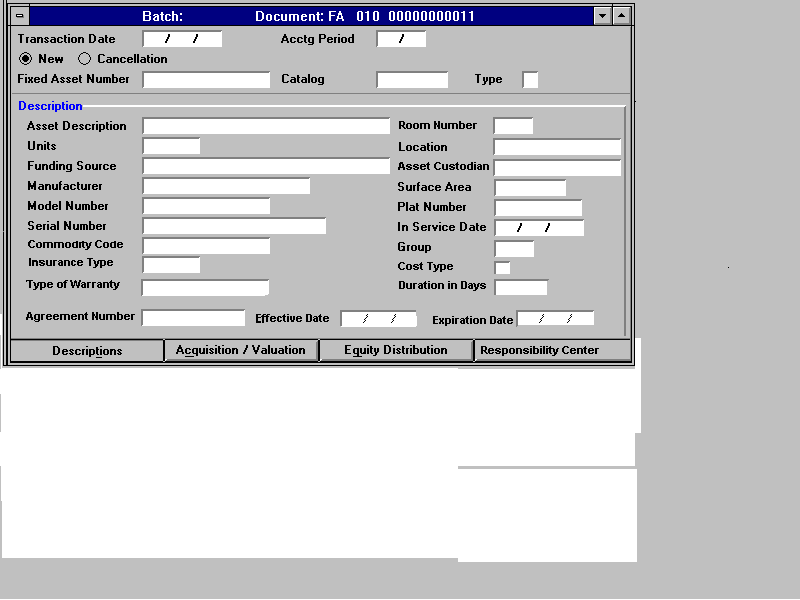 Batch: Document: FA 010 00000000011
Transaction Date / / Acctg Period /
New Cancellation
Fixed Asset Number Catalog Type
Description
Asset Description Room Number
Units Location
Funding Source Asset Custodian
Manufacturer Surface Area
Model Number Plat Number
Serial Number In Service Date / /
Commodity Code Group
Insurance Type Cost Type
Type of Warranty Duration in Days
Agreement Number Effective Date / / Expiration Date / /
Descriptions Acquisition / Valuation Equity Distribution Responsibility Center